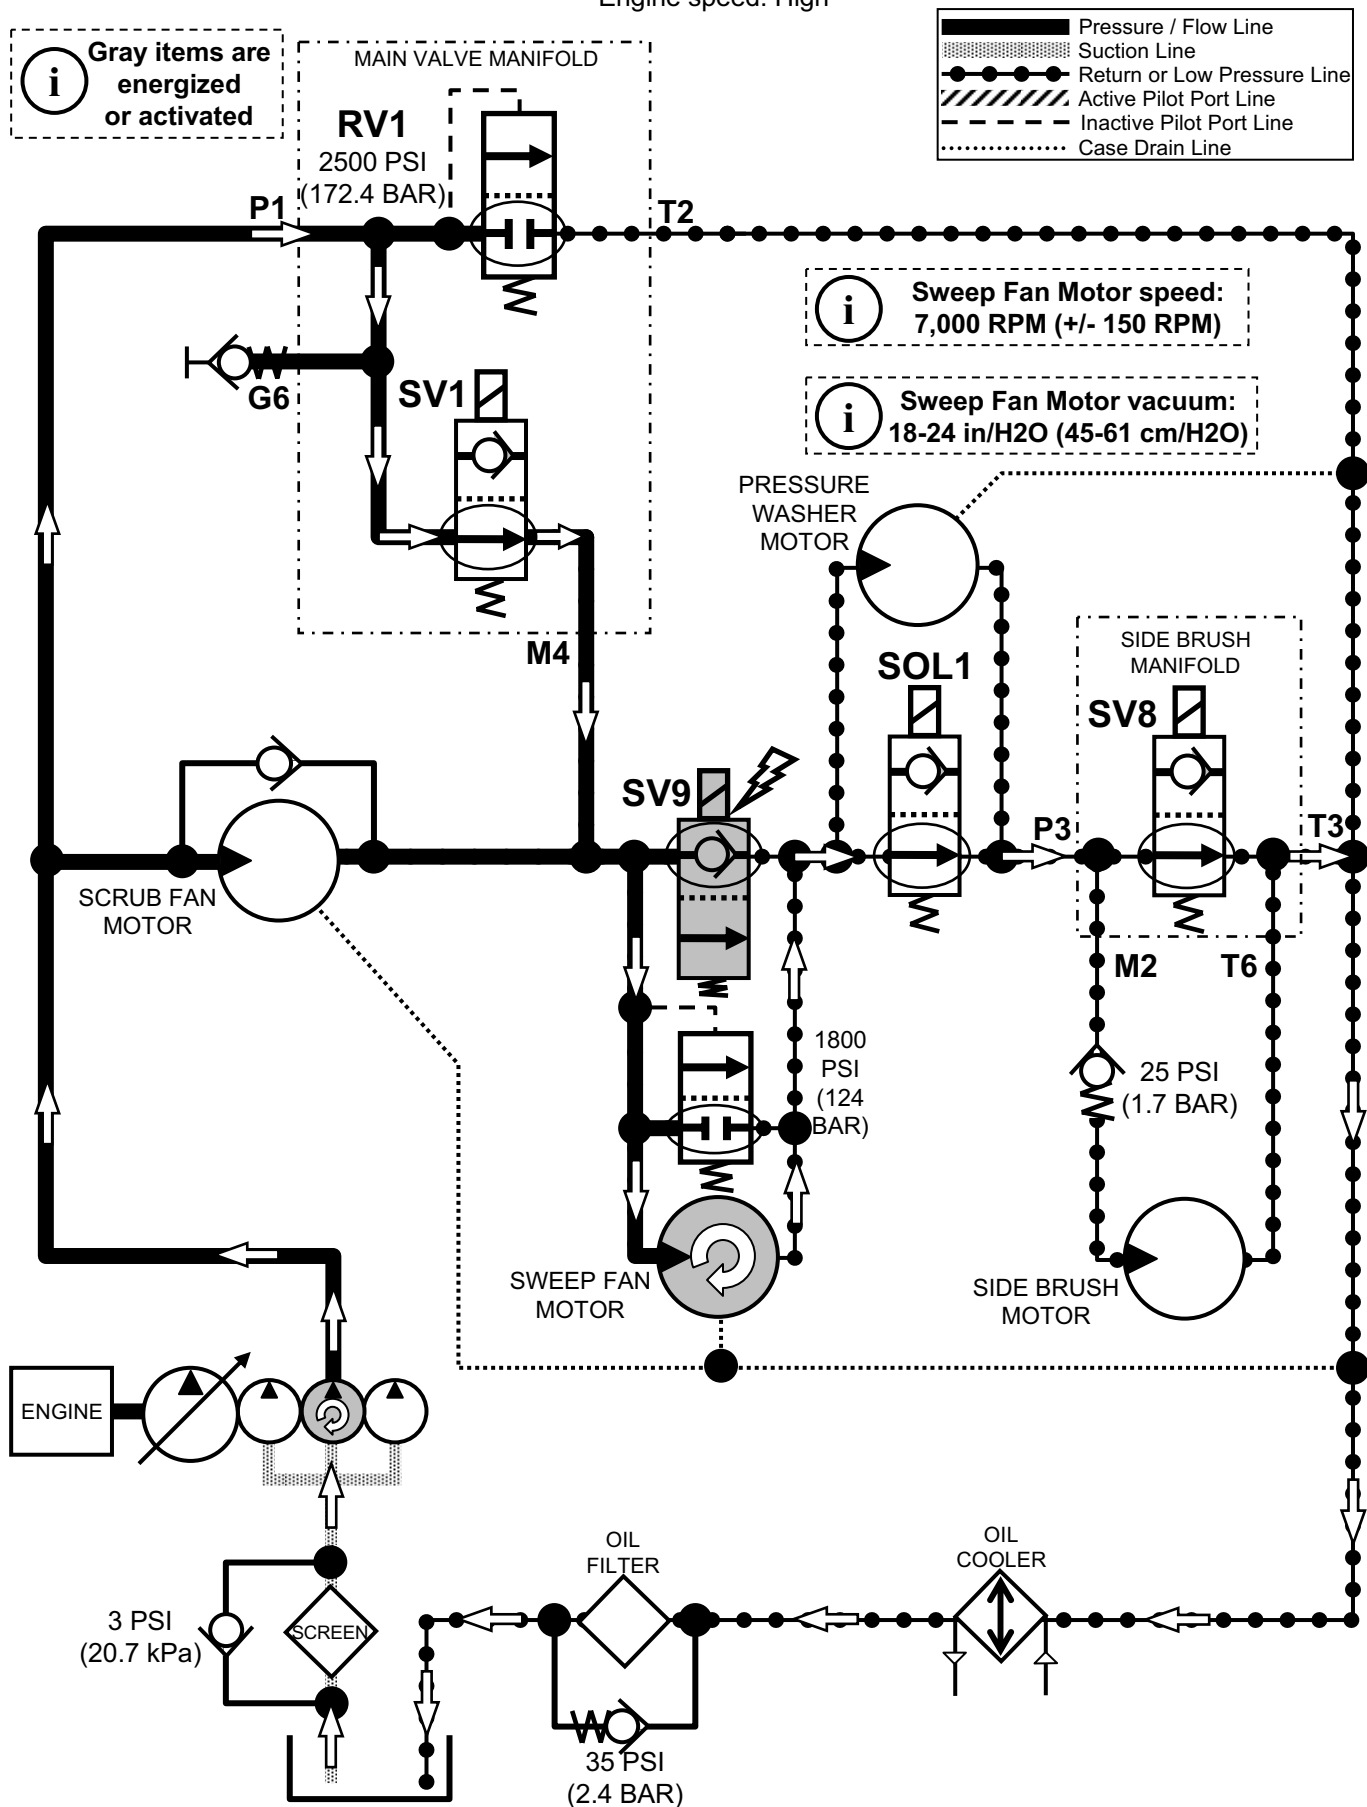 Engine speed: High
Gray items are
energized
or activated
MAIN VALVE MANIFOLD
Pressure / Flow Line
Suction Line
Return or Low Pressure Line
Active Pilot Port Line
Inactive Pilot Port Line
Case Drain Line
RV1
2500 PSI
(172.4 BAR)
P1
T2
Sweep Fan Motor speed:
7,000 RPM (+/- 150 RPM)
G6
SV1
Sweep Fan Motor vacuum:
18-24 in/H2O (45-61 cm/H2O)
PRESSURE
WASHER
MOTOR
M4
SOL1
SIDE BRUSH
MANIFOLD
SV8
SV9
P3
T3
SCRUB FAN
MOTOR
M2
T6
1800
PSI
(124
BAR)
25 PSI
(1.7 BAR)
SWEEP FAN
MOTOR
SIDE BRUSH
MOTOR
ENGINE
OIL
FILTER
OIL
COOLER
3 PSI
(20.7 kPa)
SCREEN
35 PSI
(2.4 BAR)